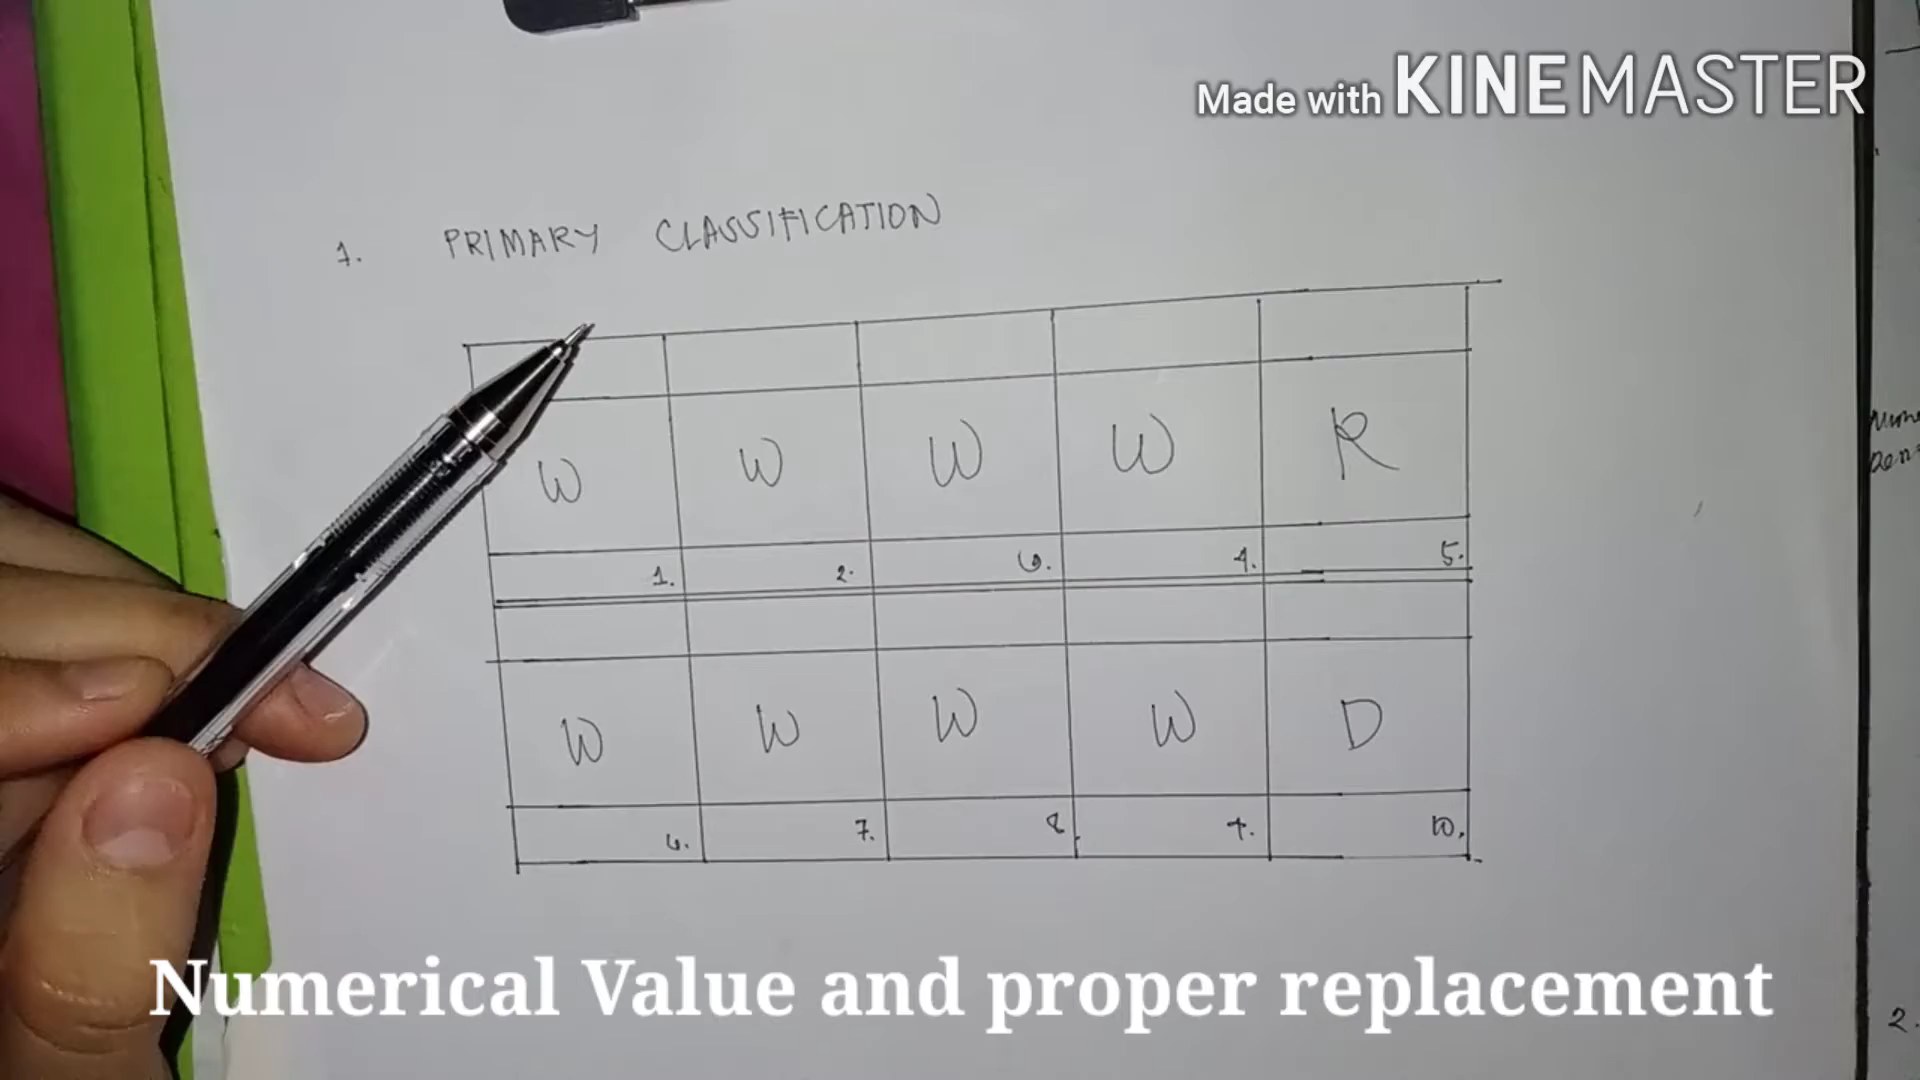 Made with KINEMASTER
1. PRIMARY CLASSIFICATION
W W W W R
1. 2. 3. 4. 5.
W W W W D
6. 7. 8. 9. 10.
2.
Numerical Value and proper replacement